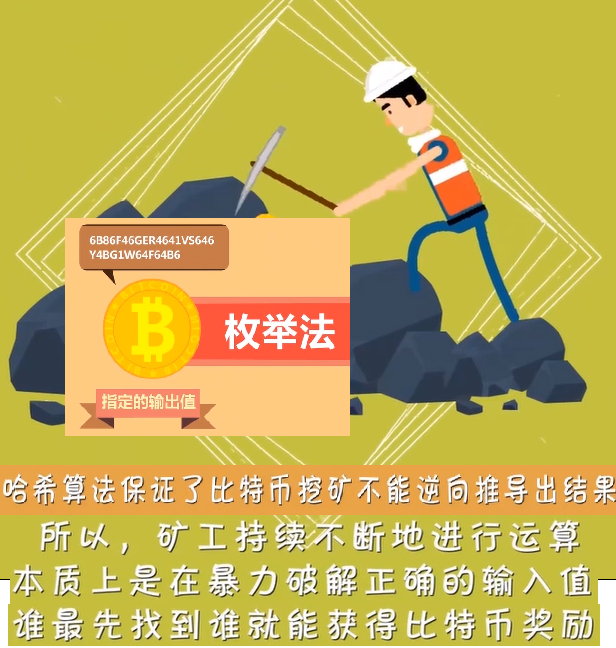 6B86F46GER4641VS646
Y4BG1W64F64B6
枚举法
指定的输出值
哈希算法保证了比特币挖矿不能逆向推导出结果
所以，矿工持续不断地进行运算
本质上是在暴力破解正确的输入值
谁最先找到谁就能获得比特币奖励